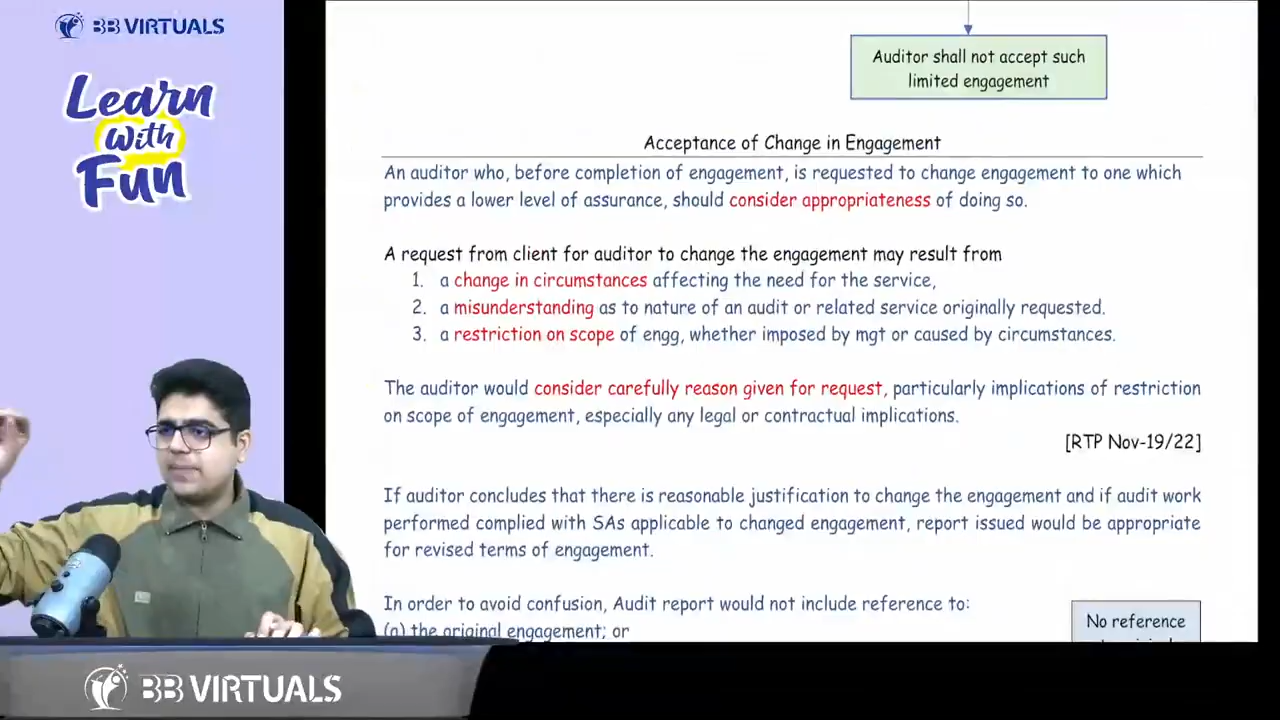 BB VIRTUALS
Learn
with
Fun
Auditor shall not accept such
limited engagement
Acceptance of Change in Engagement
An auditor who, before completion of engagement, is requested to change engagement to one which
provides a lower level of assurance, should consider appropriateness of doing so.
A request from client for auditor to change the engagement may result from
1. a change in circumstances affecting the need for the service,
2. a misunderstanding as to nature of an audit or related service originally requested.
3. a restriction on scope of engg, whether imposed by mgt or caused by circumstances.
The auditor would consider carefully reason given for request, particularly implications of restriction
on scope of engagement, especially any legal or contractual implications.
[RTP Nov-19/22]
If auditor concludes that there is reasonable justification to change the engagement and if audit work
performed complied with SAs applicable to changed engagement, report issued would be appropriate
for revised terms of engagement.
In order to avoid confusion, Audit report would not include reference to:
(a) the original engagement; or
No reference
BB VIRTUALS